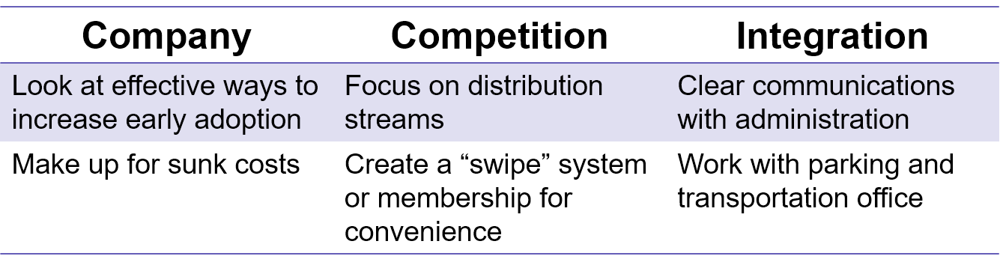 Company Competition Integration
Look at effective ways to
increase early adoption
Focus on distribution
streams
Clear communications
with administration
Make up for sunk costs
Create a “swipe” system
or membership for
convenience
Work with parking and
transportation office